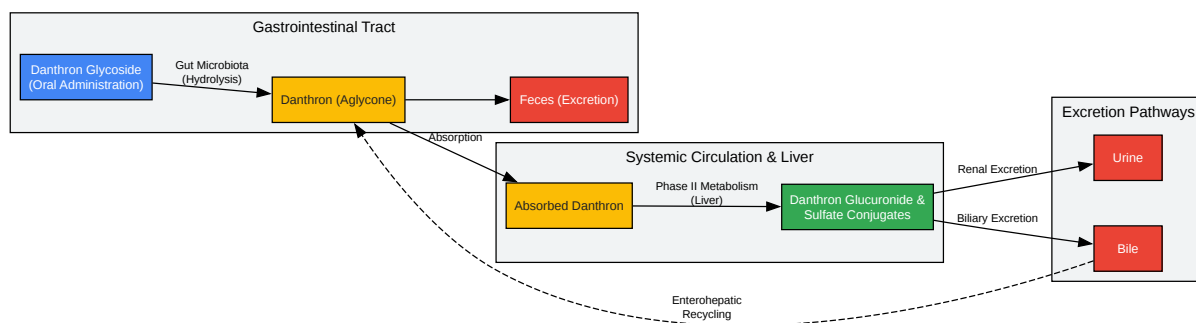 Gastrointestinal Tract
Danthron Glycoside
(Oral Administration)
Gut Microbiota
(Hydrolysis)
Danthron (Aglycone)
Feces (Excretion)
Absorption
Systemic Circulation & Liver
Absorbed Danthron
Phase II Metabolism
(Liver)
Danthron Glucuronide &
Sulfate Conjugates
Renal Excretion
Biliary Excretion
Excretion Pathways
Urine
Bile
Enterohepatic
Recycling